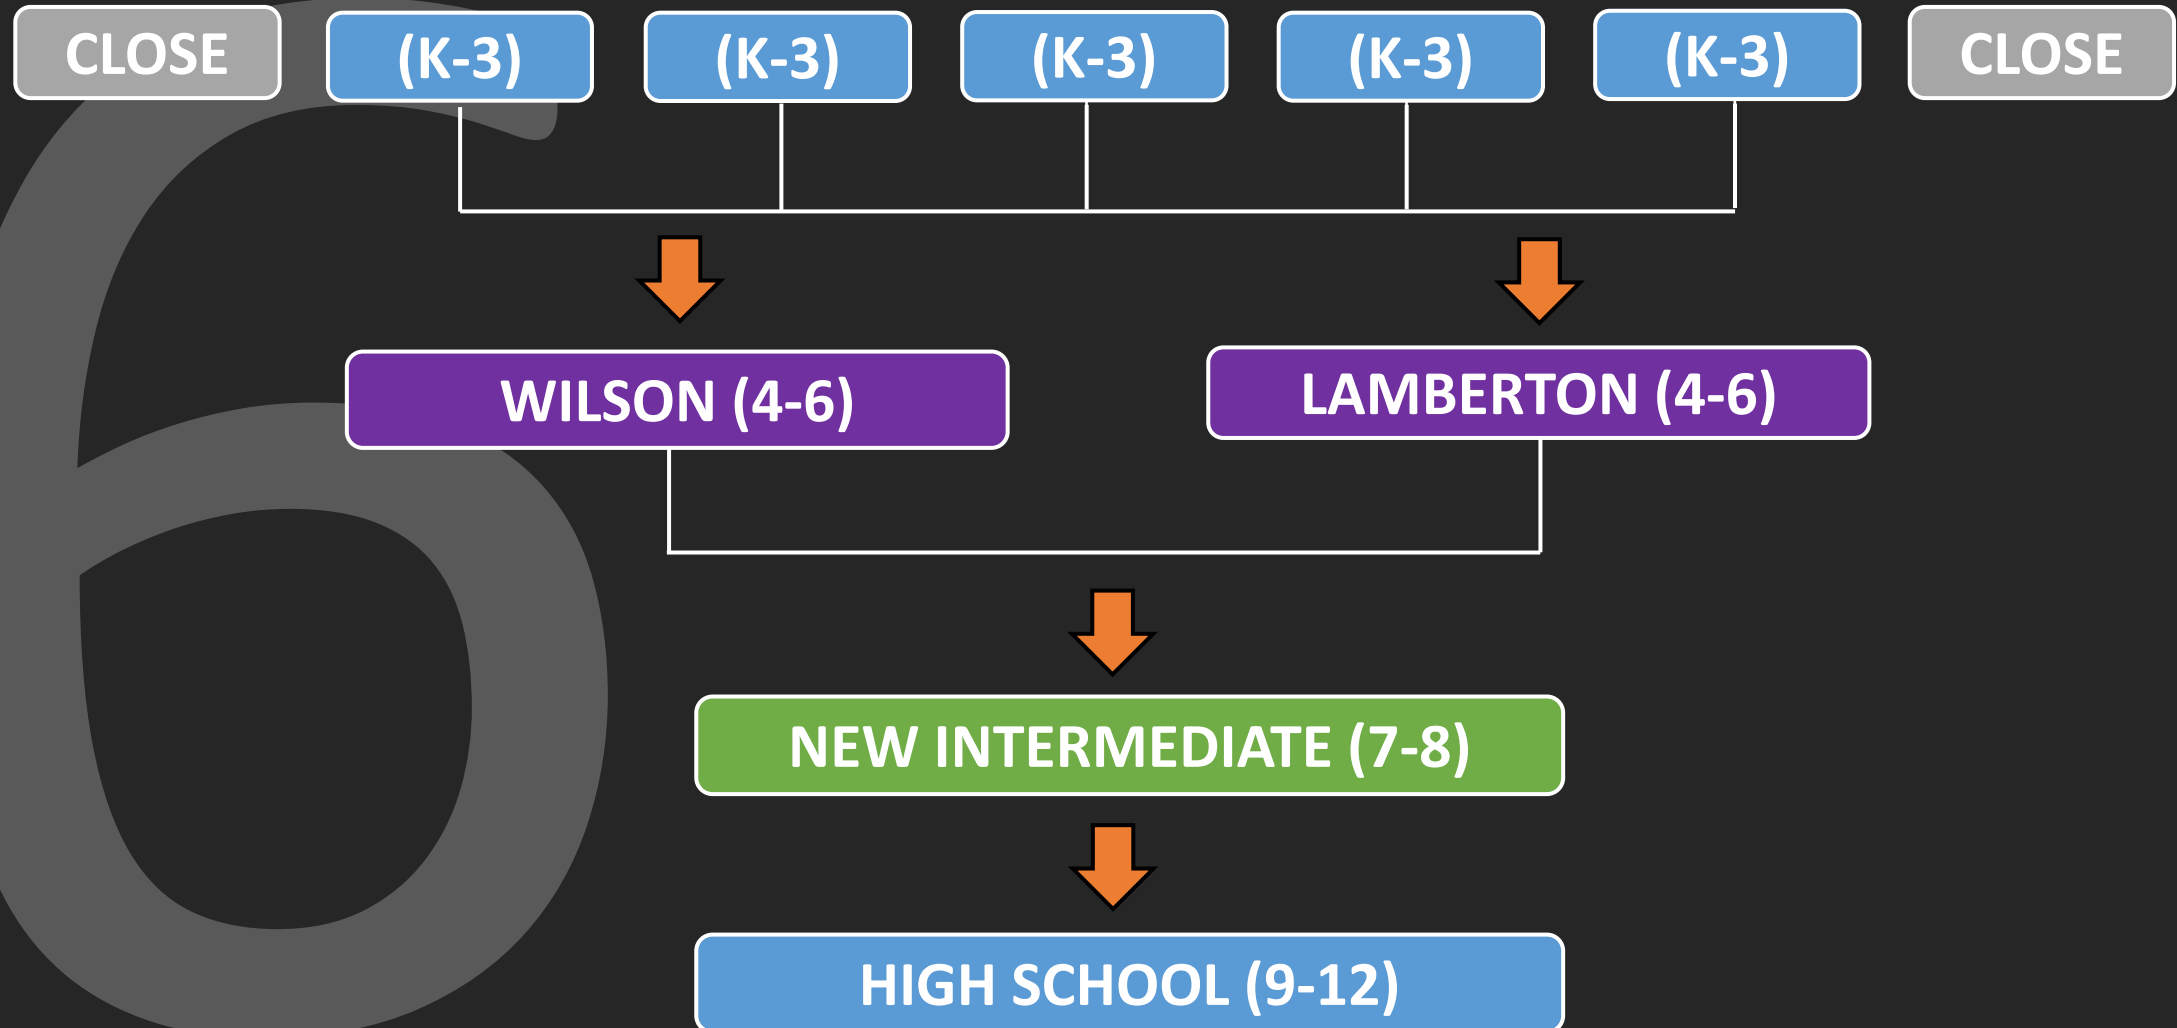 6
CLOSE
(K-3)
(K-3)
(K-3)
(K-3)
(K-3)
CLOSE
WILSON (4-6)
LAMBERTON (4-6)
NEW INTERMEDIATE (7-8)
HIGH SCHOOL (9-12)